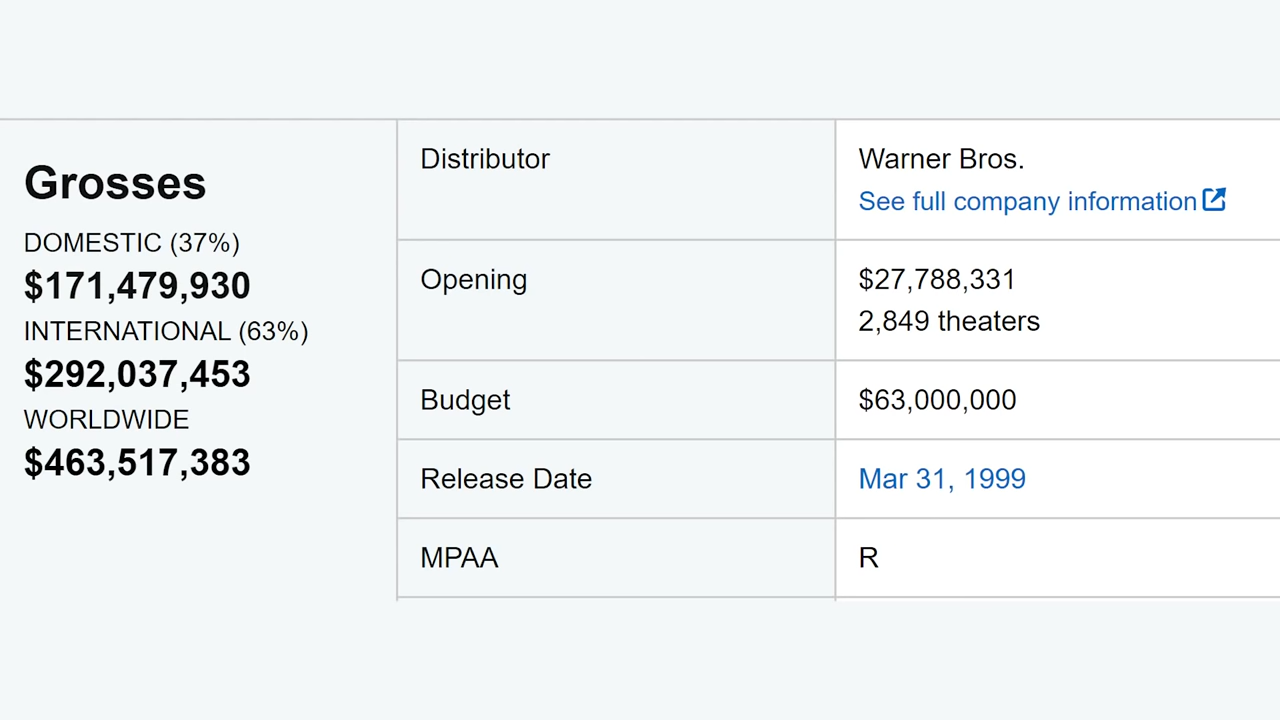 Grosses
DOMESTIC (37%)
$171,479,930
INTERNATIONAL (63%)
$292,037,453
WORLDWIDE
$463,517,383
Distributor
Warner Bros.
See full company information
Opening
$27,788,331
2,849 theaters
Budget
$63,000,000
Release Date
Mar 31, 1999
MPAA
R